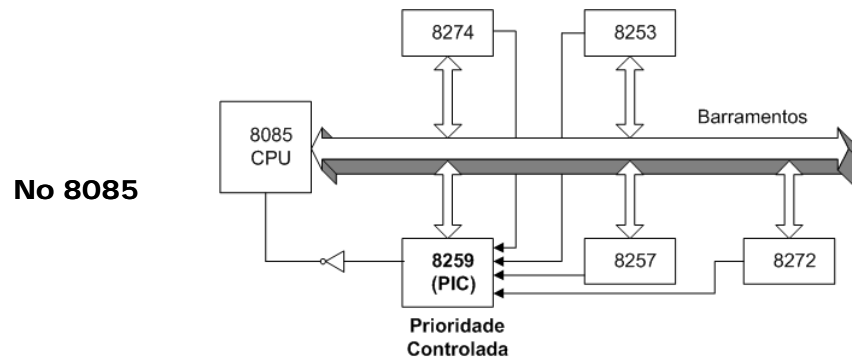 8274
8253
Barramentos
8085
CPU
No 8085
8259
(PIC)
8257
8272
Prioridade
Controlada